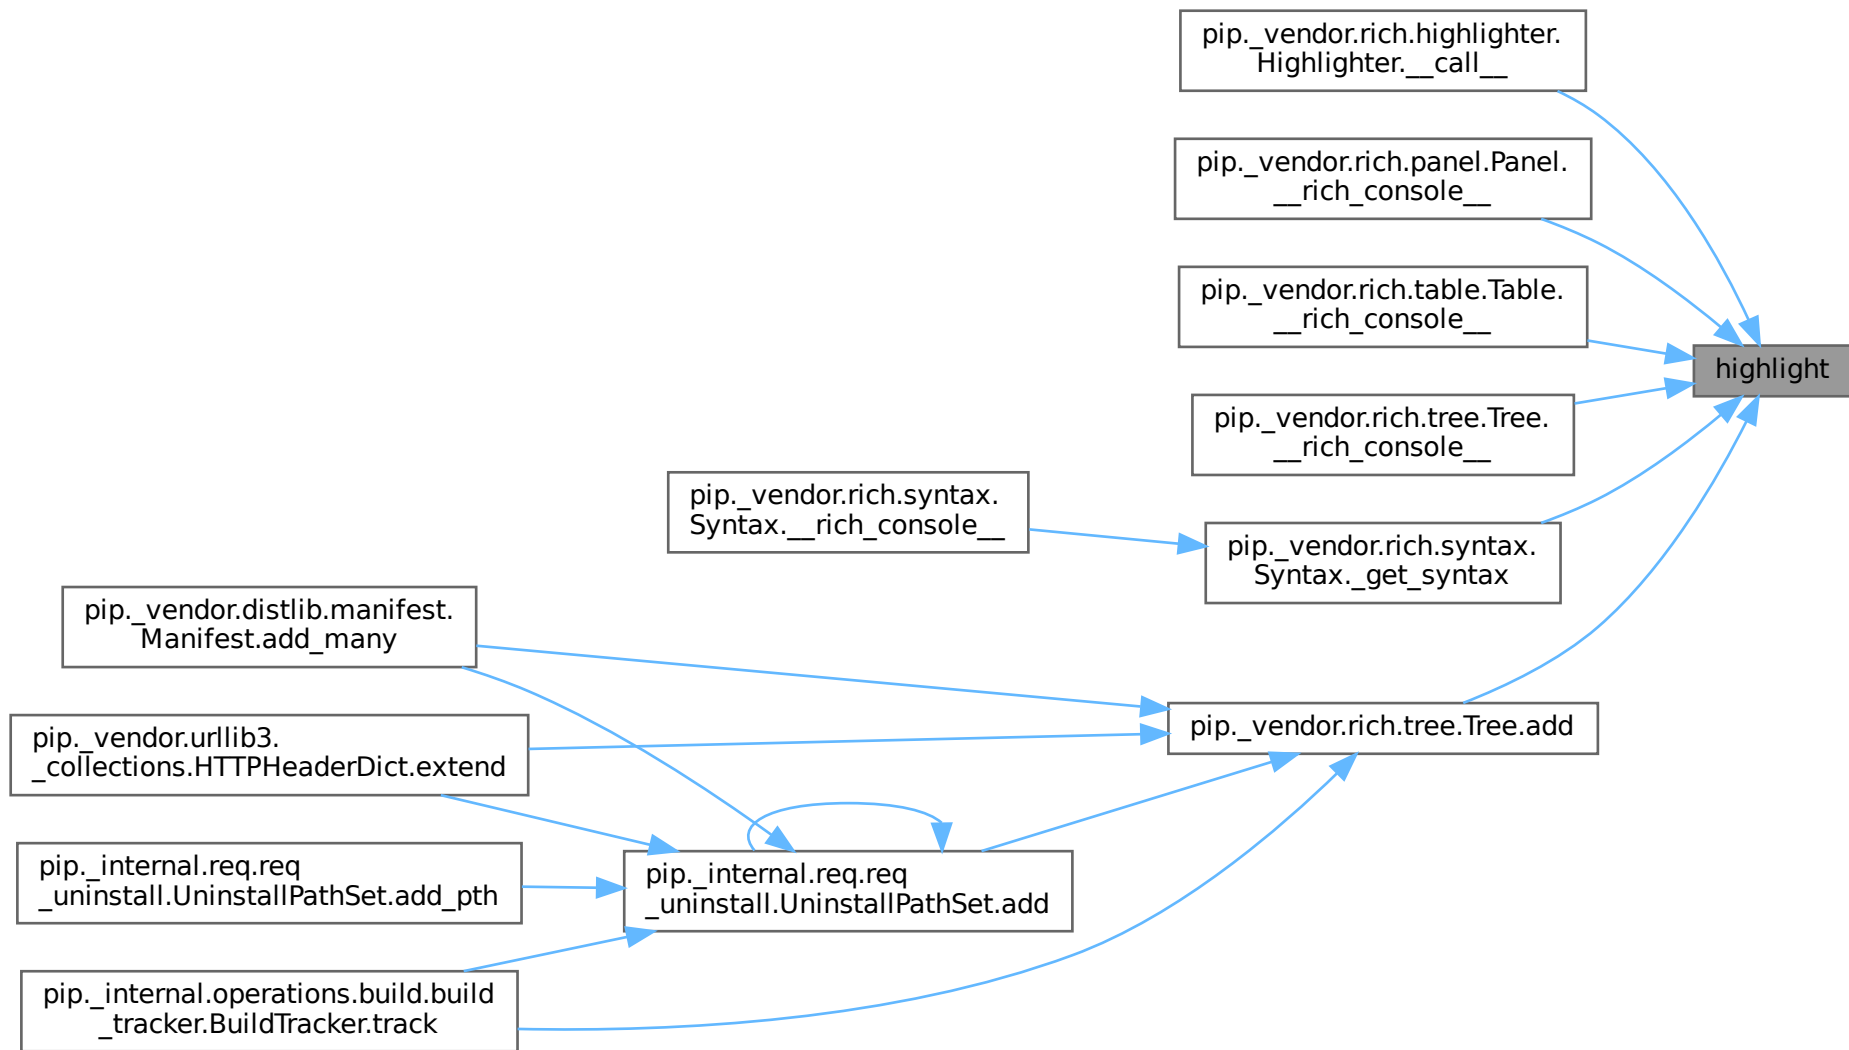 pip._vendor.rich.highlighter.
Highlighter.__call__
pip._vendor.rich.panel.Panel.
__rich_console__
pip._vendor.rich.table.Table.
__rich_console__
highlight
pip._vendor.rich.tree.Tree.
__rich_console__
pip._vendor.rich.syntax.
Syntax.__rich_console__
pip._vendor.rich.syntax.
Syntax._get_syntax
pip._vendor.distlib.manifest.
Manifest.add_many
pip._vendor.rich.tree.Tree.add
pip._vendor.urllib3.
_collections.HTTPHeaderDict.extend
pip._internal.req.req
_uninstall.UninstallPathSet.add_pth
pip._internal.req.req
_uninstall.UninstallPathSet.add
pip._internal.operations.build.build
_tracker.BuildTracker.track